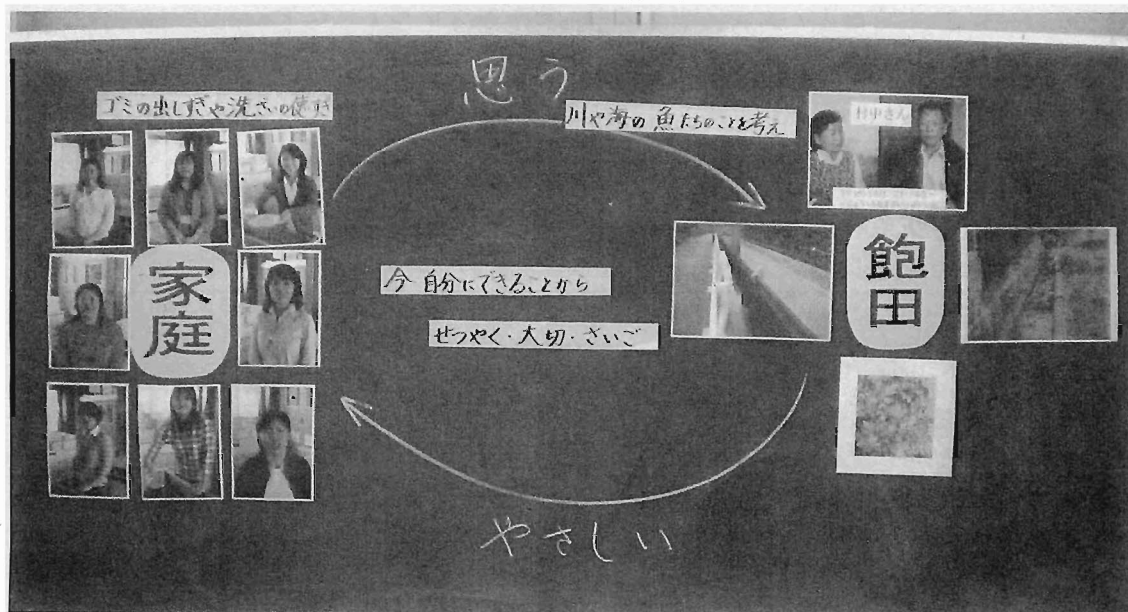 思う
ゴミの出しすぎや洗ざいの使すぎ
川や海の魚たちのことを考え
村中さん
家庭
飽田
今自分にできることから
せつやく・大切・さいご
やさしい